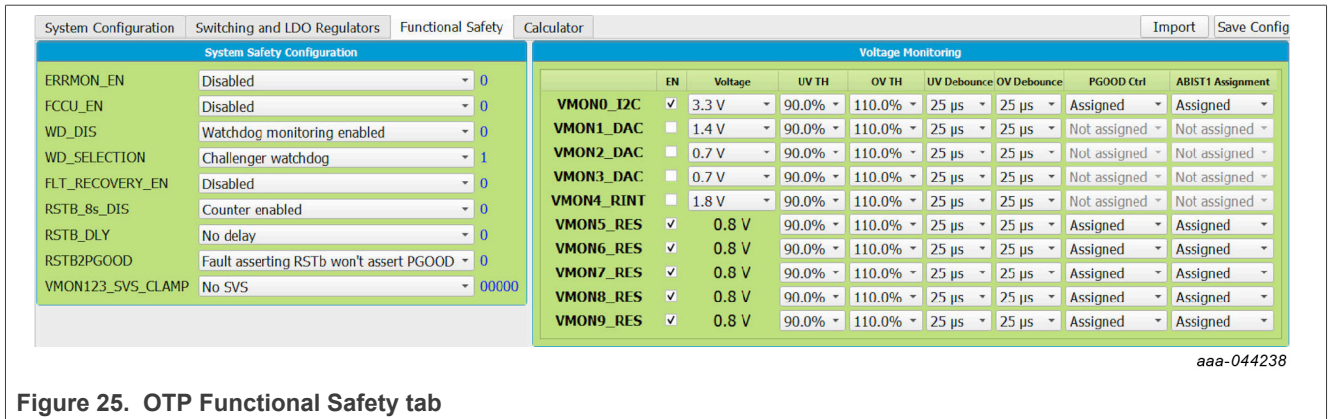 System Configuration Switching and LDO Regulators Functional Safety Calculator Import Save Config
System Safety Configuration
ERRMON_EN Disabled 0
FCCU_EN Disabled 0
WD_DIS Watchdog monitoring enabled 0
WD_SELECTION Challenger watchdog 1
FLT_RECOVERY_EN Disabled 0
RSTB_8s_DIS Counter enabled 0
RSTB_DLY No delay 0
RSTB2PGOOD Fault asserting RSTb won't assert PGOOD 0
VMON123_SVS_CLAMP No SVS 00000
Voltage Monitoring
EN Voltage UV TH OV TH UV Debounce OV Debounce PGOOD Ctrl ABIST1 Assignment
VMON0_I2C 3.3 V 90.0% 110.0% 25 µs 25 µs Assigned Assigned
VMON1_DAC 1.4 V 90.0% 110.0% 25 µs 25 µs Not assigned Not assigned
VMON2_DAC 0.7 V 90.0% 110.0% 25 µs 25 µs Not assigned Not assigned
VMON3_DAC 0.7 V 90.0% 110.0% 25 µs 25 µs Not assigned Not assigned
VMON4_RINT 1.8 V 90.0% 110.0% 25 µs 25 µs Not assigned Not assigned
VMON5_RES 0.8 V 90.0% 110.0% 25 µs 25 µs Assigned Assigned
VMON6_RES 0.8 V 90.0% 110.0% 25 µs 25 µs Assigned Assigned
VMON7_RES 0.8 V 90.0% 110.0% 25 µs 25 µs Assigned Assigned
VMON8_RES 0.8 V 90.0% 110.0% 25 µs 25 µs Assigned Assigned
VMON9_RES 0.8 V 90.0% 110.0% 25 µs 25 µs Assigned Assigned
aaa-044238
Figure 25. OTP Functional Safety tab